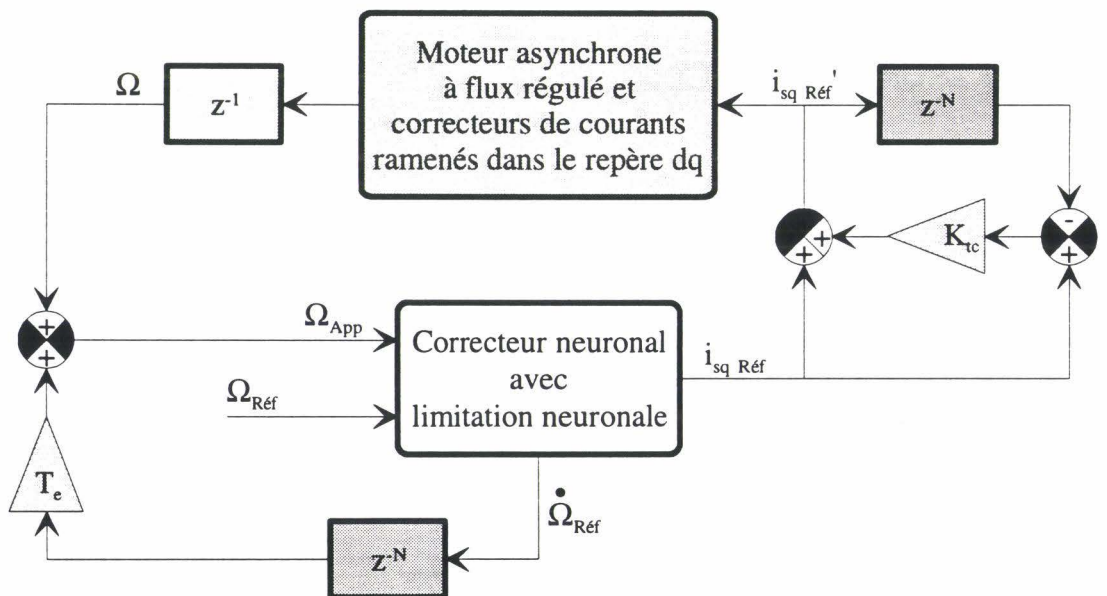 Moteur asynchrone
à flux régulé et
correcteurs de courants
ramenés dans le repère dq
Ω
z⁻¹
i_sq Réf'
z⁻ᴺ
K_tc
-
+
+
+
+
+
Ω_App
Ω_Réf
Correcteur neuronal
avec
limitation neuronale
i_sq Réf
T_e
Ω̇_Réf
z⁻ᴺ